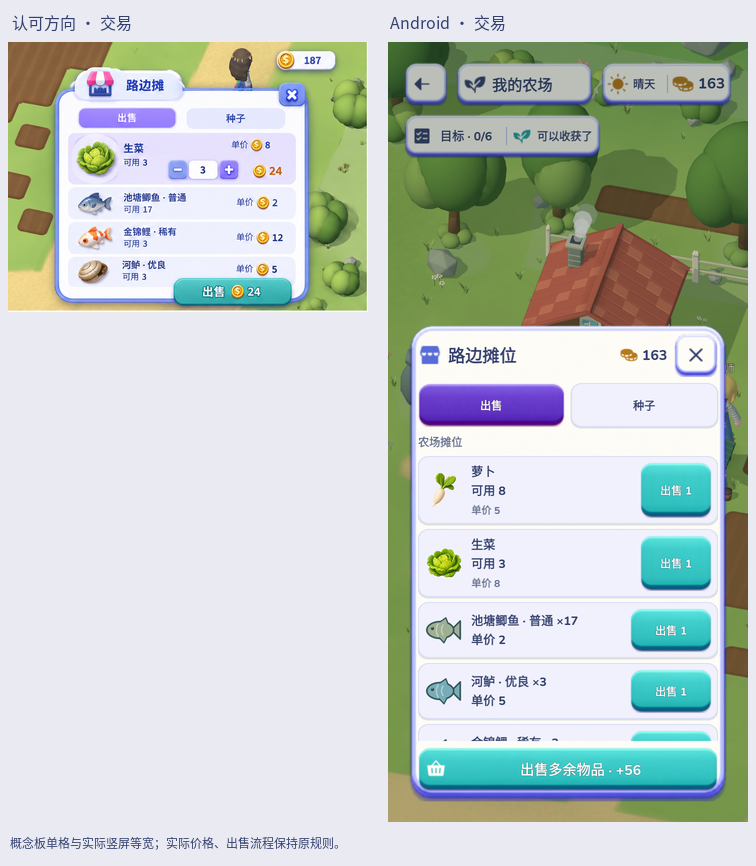 认可方向 · 交易
187
路边摊
出售
种子
生菜
可用 3
单价 8
3
24
池塘鲫鱼 · 普通
可用 17
单价 2
金锦鲤 · 稀有
可用 3
单价 12
河鲈 · 优良
可用 3
单价 5
出售 24
Android · 交易
我的农场
晴天
163
目标 · 0/6
可以收获了
路边摊位
163
出售
种子
农场摊位
萝卜
可用 8
单价 5
出售 1
生菜
可用 3
单价 8
出售 1
池塘鲫鱼 · 普通 ×17
单价 2
出售 1
河鲈 · 优良 ×3
单价 5
出售 1
出售多余物品 · +56
概念板单格与实际竖屏等宽；实际价格、出售流程保持原规则。